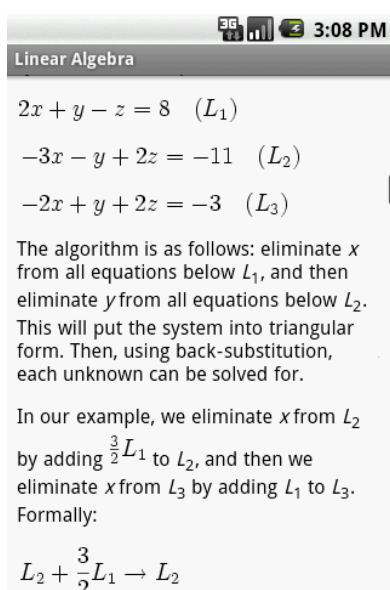 3G 3:08 PM
Linear Algebra
2x + y − z = 8 (L₁)
−3x − y + 2z = −11 (L₂)
−2x + y + 2z = −3 (L₃)
The algorithm is as follows: eliminate x
from all equations below L₁, and then
eliminate y from all equations below L₂.
This will put the system into triangular
form. Then, using back-substitution,
each unknown can be solved for.
In our example, we eliminate x from L₂
by adding 3/2 L₁ to L₂, and then we
eliminate x from L₃ by adding L₁ to L₃.
Formally:
L₂ + 3/2 L₁ → L₂